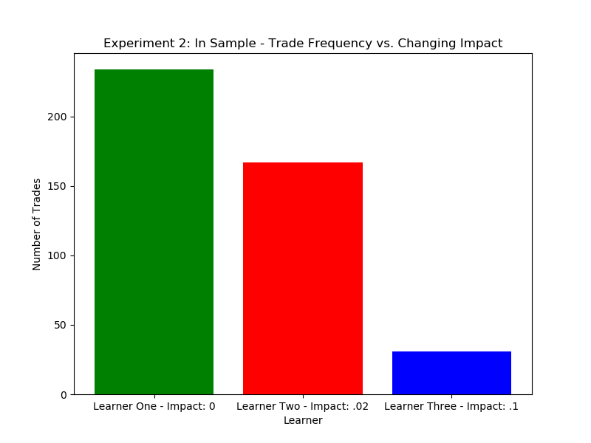 Experiment 2: In Sample - Trade Frequency vs. Changing Impact
Number of Trades
200
150
100
50
0
Learner One - Impact: 0
Learner Two - Impact: .02
Learner Three - Impact: .1
Learner